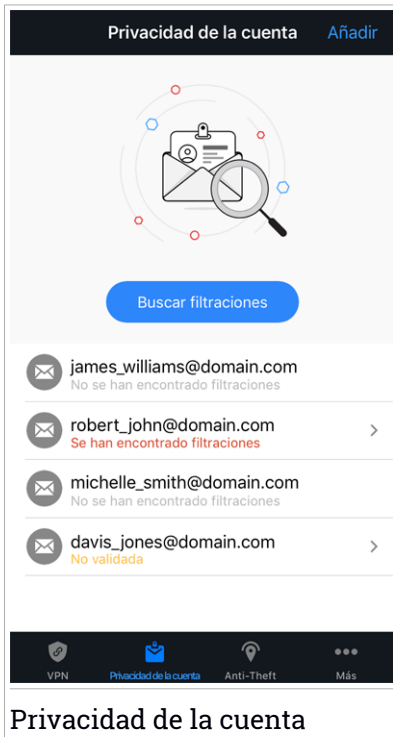 Privacidad de la cuenta Añadir
Buscar filtraciones
james_williams@domain.com
No se han encontrado filtraciones
robert_john@domain.com
Se han encontrado filtraciones
michelle_smith@domain.com
No se han encontrado filtraciones
davis_jones@domain.com
No validada
VPN Privacidad de la cuenta Anti-Theft Más
Privacidad de la cuenta